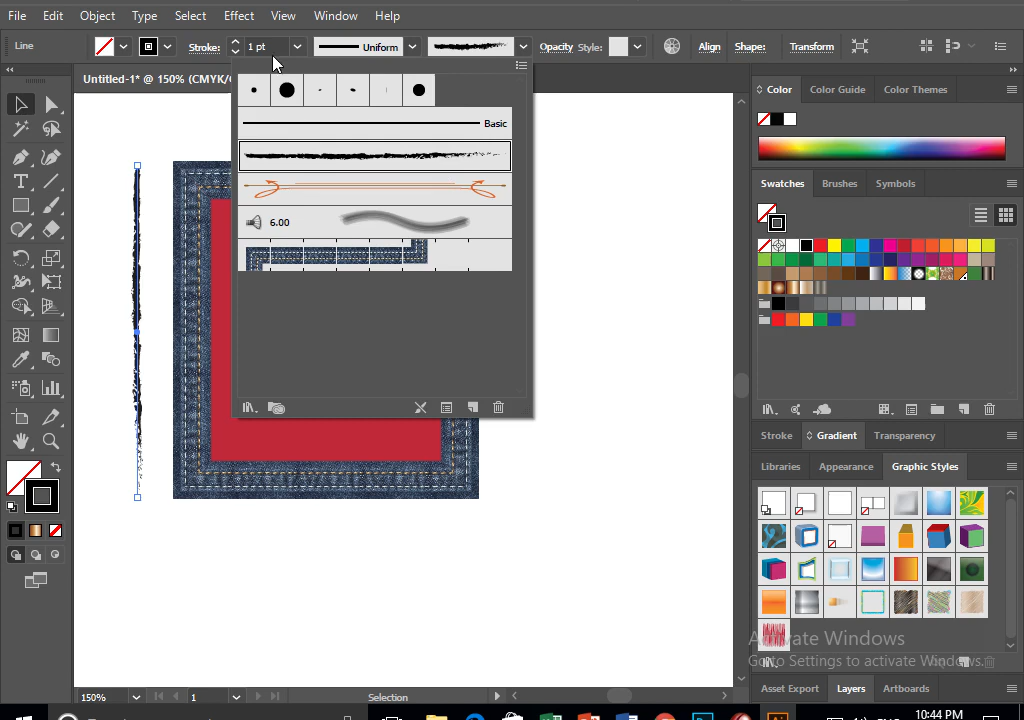 File Edit Object Type Select Effect View Window Help
Line Stroke: 1 pt Uniform Opacity Style: Align Shape: Transform
Untitled-1* @ 150% (CMYK/
Color Color Guide Color Themes
Basic
6.00
Swatches Brushes Symbols
Stroke Gradient Transparency
Libraries Appearance Graphic Styles
Activate Windows
Go to Settings to activate Windows.
Asset Export Layers Artboards
150% 1 Selection
10:44 PM